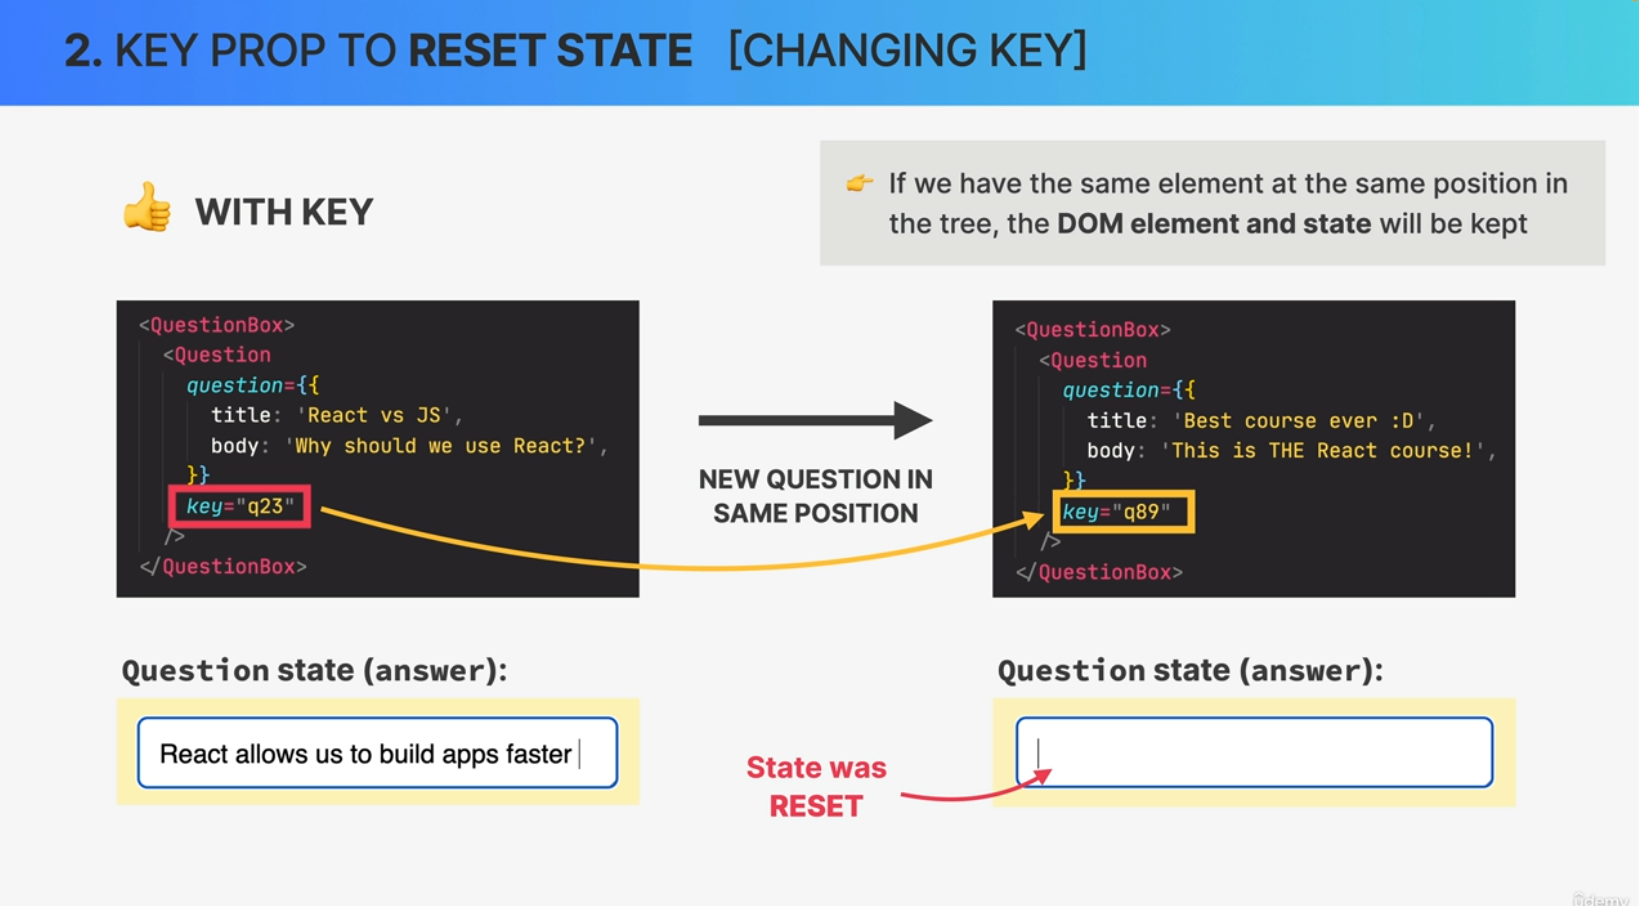 2. KEY PROP TO RESET STATE [CHANGING KEY]
WITH KEY
If we have the same element at the same position in
the tree, the DOM element and state will be kept
<QuestionBox>
<Question
question={{
title: 'React vs JS',
body: 'Why should we use React?',
}}
key="q23"
/>
</QuestionBox>
NEW QUESTION IN
SAME POSITION
<QuestionBox>
<Question
question={{
title: 'Best course ever :D',
body: 'This is THE React course!',
}}
key="q89"
/>
</QuestionBox>
Question state (answer):
React allows us to build apps faster
State was
RESET
Question state (answer):
ûdemy